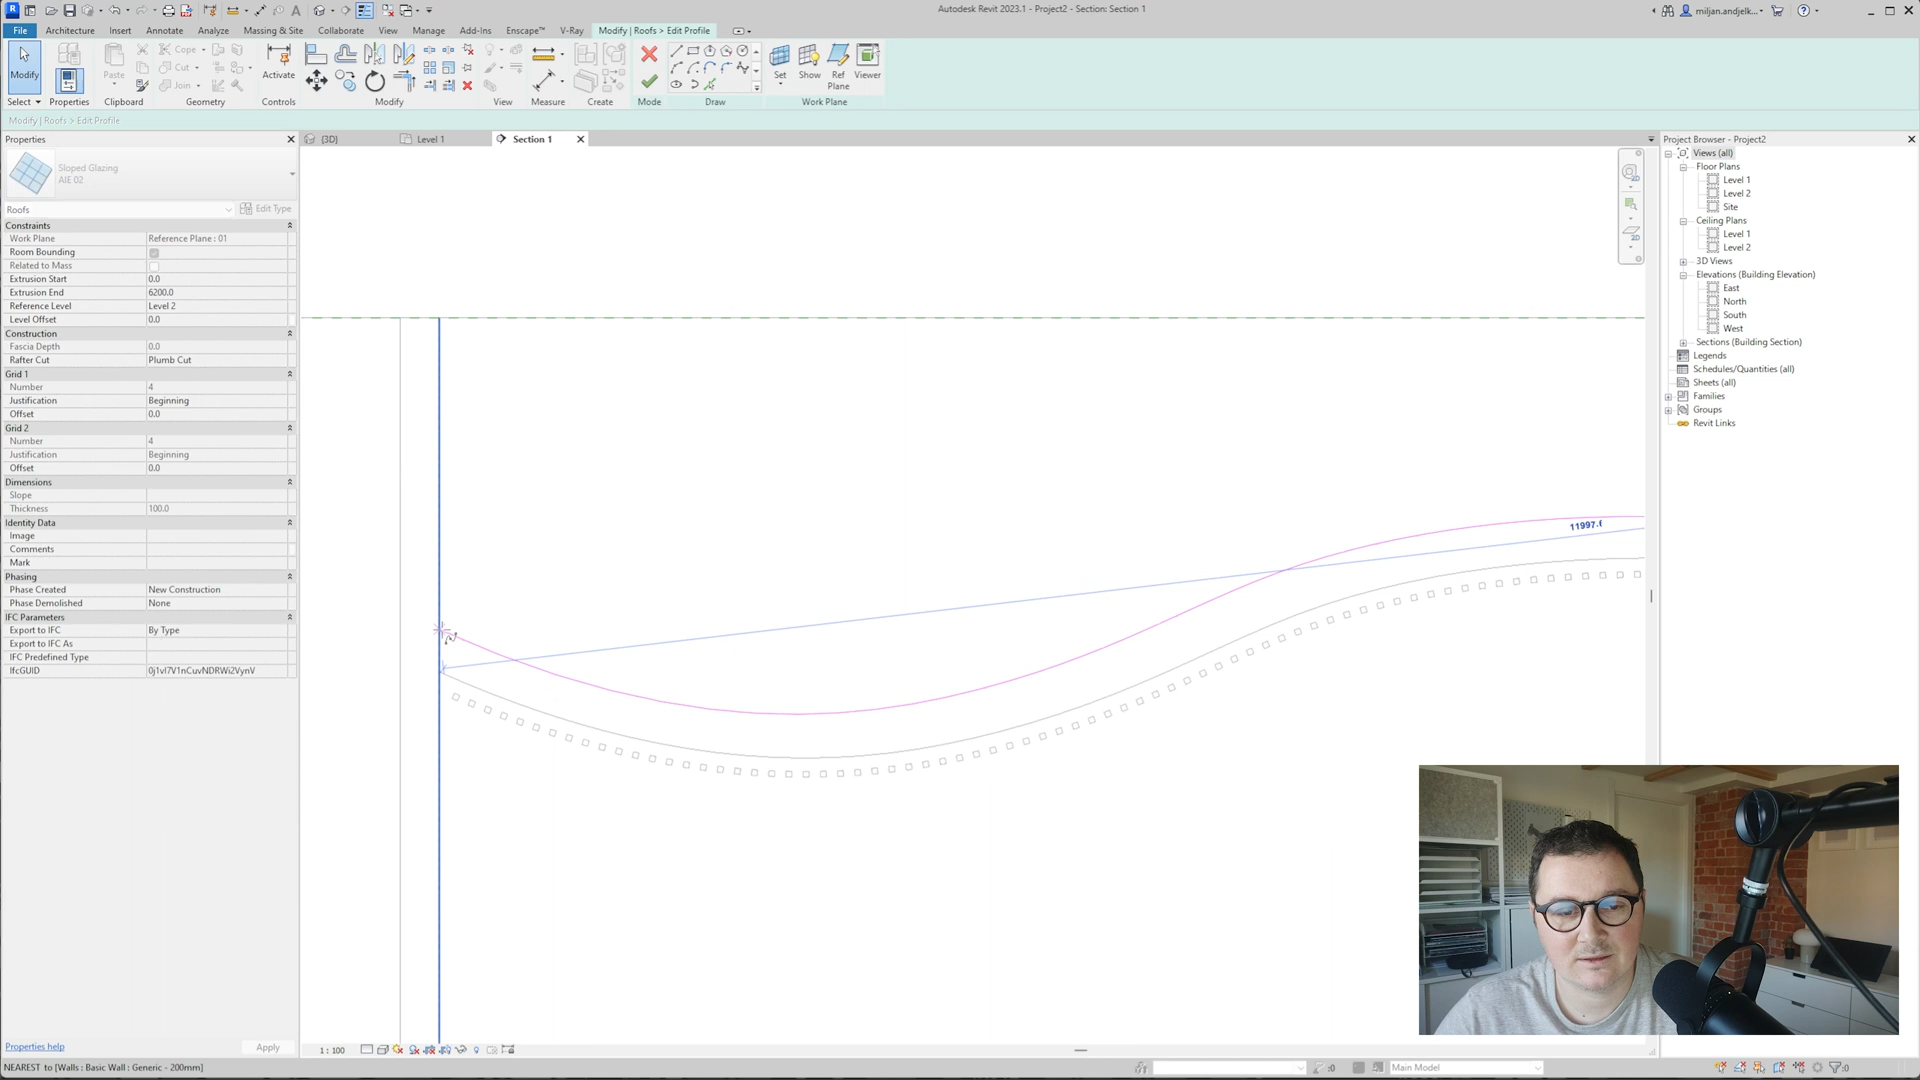 Autodesk Revit 2023.1 - Project2 - Section: Section 1
miljan.andjelk...
File Architecture Insert Annotate Analyze Massing & Site Collaborate View Manage Add-Ins Enscape™ V-Ray Modify | Roofs > Edit Profile
Modify
Properties
Paste
Cope
Cut
Join
Activate
Set Show Ref Plane Viewer
Select Properties Clipboard Geometry Controls Modify View Measure Create Mode Draw Work Plane
Modify | Roofs > Edit Profile
Properties
{3D} Level 1 Section 1
Sloped Glazing
AIE 02
Roofs Edit Type
Constraints
Work Plane Reference Plane : 01
Room Bounding
Related to Mass
Extrusion Start 0.0
Extrusion End 6200.0
Reference Level Level 2
Level Offset 0.0
Construction
Fascia Depth 0.0
Rafter Cut Plumb Cut
Grid 1
Number 4
Justification Beginning
Offset 0.0
Grid 2
Number 4
Justification Beginning
Offset 0.0
Dimensions
Slope
Thickness 100.0
Identity Data
Image
Comments
Mark
Phasing
Phase Created New Construction
Phase Demolished None
IFC Parameters
Export to IFC By Type
Export to IFC As
IFC Predefined Type
IfcGUID 0j1vI7V1nCuvNDRWi2VynV
Properties help Apply
NEAREST to [Walls : Basic Wall : Generic - 200mm]
1 : 100
:0
Main Model
:0
Project Browser - Project2
Views (all)
Floor Plans
Level 1
Level 2
Site
Ceiling Plans
Level 1
Level 2
3D Views
Elevations (Building Elevation)
East
North
South
West
Sections (Building Section)
Legends
Schedules/Quantities (all)
Sheets (all)
Families
Groups
Revit Links